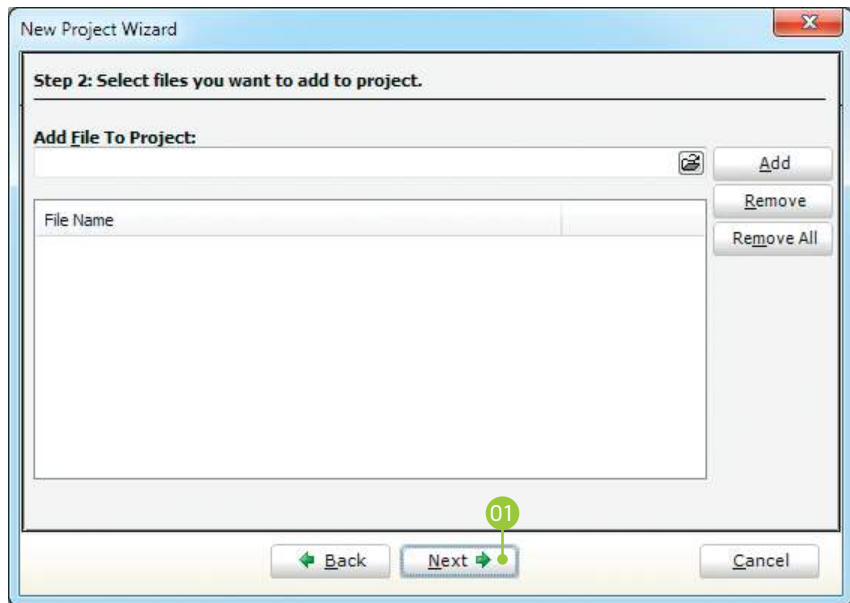 New Project Wizard
Step 2: Select files you want to add to project.
Add File To Project:
Add
Remove
File Name
Remove All
01
Back Next Cancel